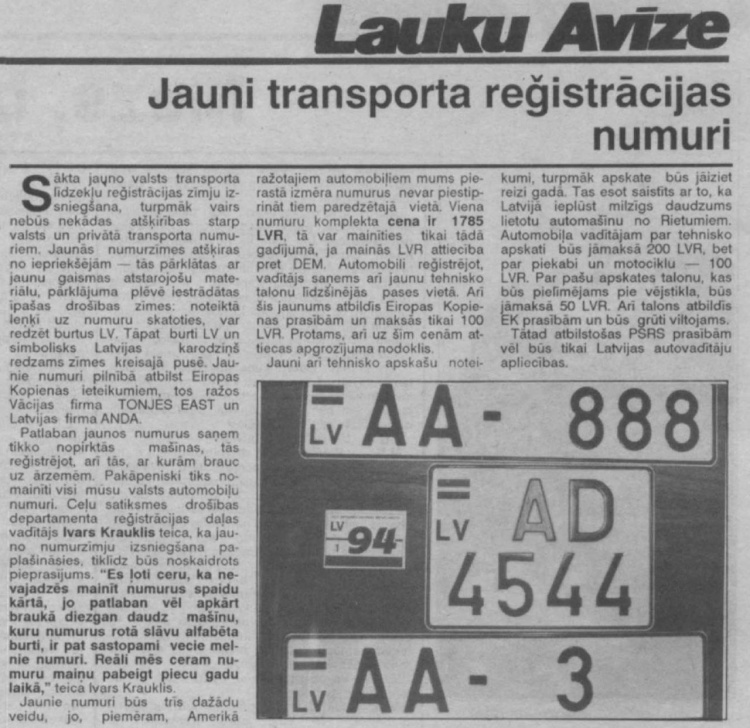 Lauku Avīze
Jauni transporta reģistrācijas
numuri
Sākta jauno valsts transporta
līdzekļu reģistrācijas zīmju iz-
sniegšana, turpmāk vairs
nebūs nekādas atšķirības starp
valsts un privātā transporta numu-
riem. Jaunās numurzīmes atšķiras
no iepriekšējām — tās pārklātas ar
jaunu gaismas atstarojošu mate-
riālu, pārklājuma plēvē iestrādātas
īpašas drošības zīmes: noteiktā
leņķī uz numuru skatoties, var
redzēt burtus LV. Tāpat burti LV un
simbolisks Latvijas karodziņš
redzams zīmes kreisajā pusē. Jau-
nie numuri pilnībā atbilst Eiropas
Kopienas ieteikumiem, tos ražos
Vācijas firma TONJES EAST un
Latvijas firma ANDA.
Patlaban jaunos numurus saņem
tikko nopirktās mašīnas, tās
reģistrējot, arī tās, ar kurām brauc
uz ārzemēm. Pakāpeniski tiks no-
mainīti visi mūsu valsts automobiļu
numuri. Ceļu satiksmes drošības
departamenta reģistrācijas daļas
vadītājs Ivars Krauklis teica, ka jau-
no numurzīmju izsniegšana pa-
plašināsies, tiklīdz būs noskaidrots
pieprasījums. "Es ļoti ceru, ka ne-
vajadzēs mainīt numurus spaidu
kārtā, jo patlaban vēl apkārt
braukā diezgan daudz mašīnu,
kuru numurus rotā slāvu alfabēta
burti, ir pat sastopami vecie mel-
nie numuri. Reāli mēs ceram nu-
muru maiņu pabeigt piecu gadu
laikā," teica Ivars Krauklis.
Jaunie numuri būs trīs dažādu
veidu, jo, piemēram, Amerikā
ražotajiem automobiļiem mums pie-
rastā izmēra numurus nevar piestip-
rināt tiem paredzētajā vietā. Viena
numuru komplekta cena ir 1785
LVR, tā var mainīties tikai tādā
gadījumā, ja mainās LVR attiecība
pret DEM. Automobili reģistrējot,
vadītājs saņems arī jaunu tehnisko
talonu līdzšinējās pases vietā. Arī
šis jaunums atbildīs Eiropas Kopie-
nas prasībām un maksās tikai 100
LVR. Protams, arī uz šīm cenām at-
tiecas apgrozījuma nodoklis.
Jauni arī tehnisko apskašu notei-
kumi, turpmāk apskate būs jāiziet
reizi gadā. Tas esot saistīts ar to, ka
Latvijā ieplūst milzīgs daudzums
lietotu automašīnu no Rietumiem.
Automobiļa vadītājam par tehnisko
apskati būs jāmaksā 200 LVR, bet
par piekabi un motociklu — 100
LVR. Par pašu apskates talonu, kas
būs pielīmējams pie vējstikla, būs
jāmaksā 50 LVR. Arī talons atbildīs
EK prasībām un būs grūti viltojams.
Tātad atbilstošas PSRS prasībām
vēl būs tikai Latvijas autovadītāju
apliecības.
LV AA - 888
LV AD
4544
LV
1 94
LV AA - 3